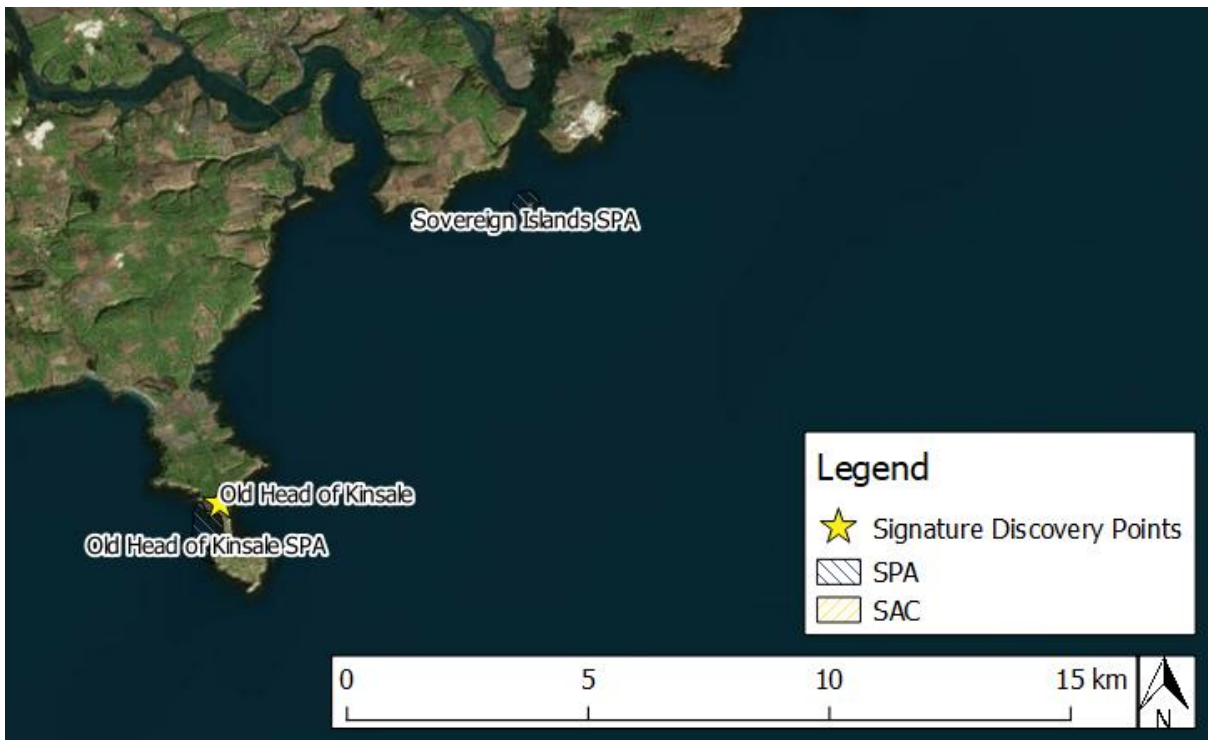 Sovereign Islands SPA
Old Head of Kinsale
Old Head of Kinsale SPA
Legend
Signature Discovery Points
SPA
SAC
0 5 10 15 km
N